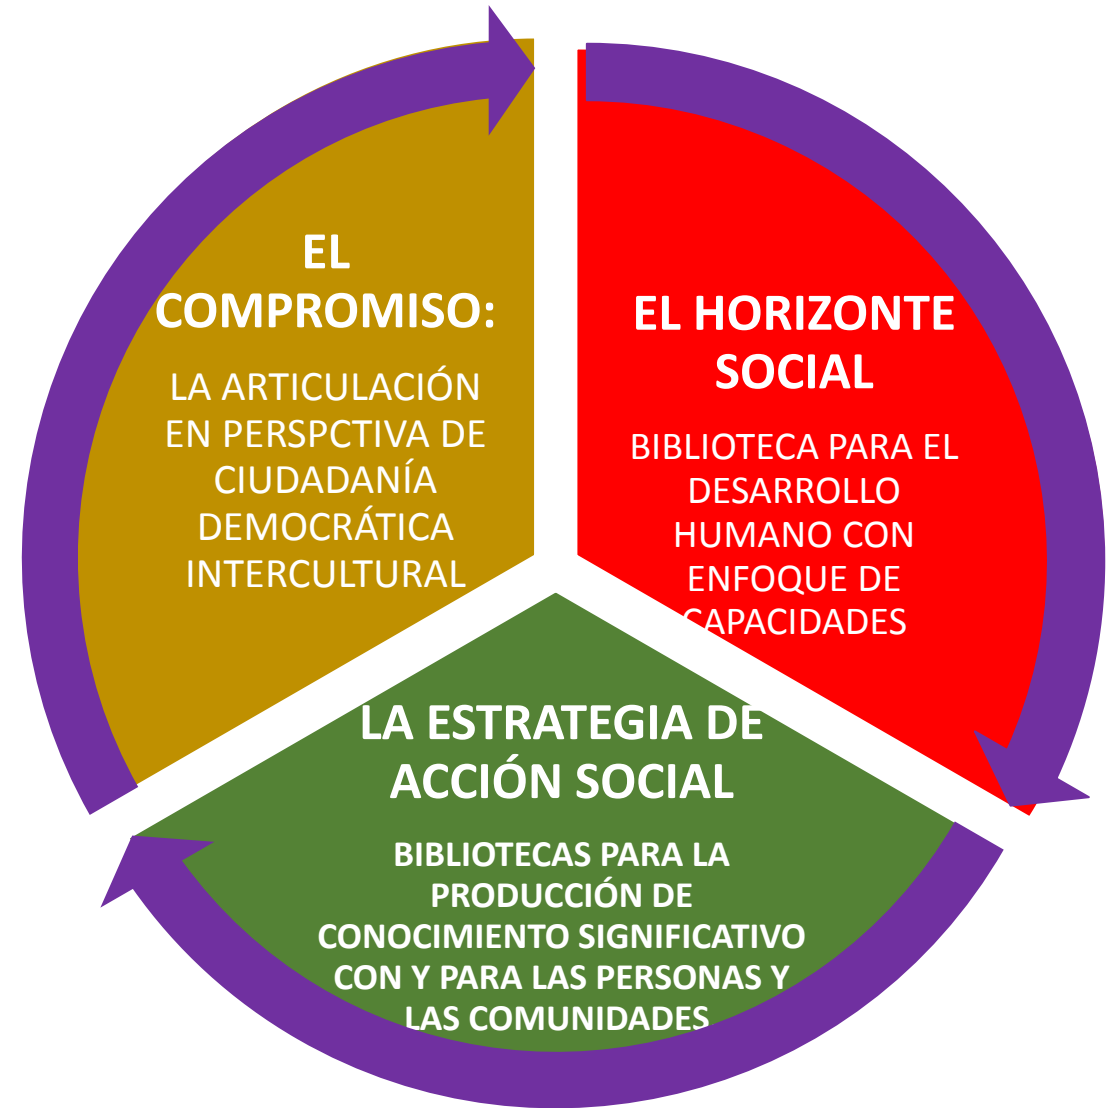 EL
COMPROMISO:
LA ARTICULACIÓN
EN PERSPCTIVA DE
CIUDADANÍA
DEMOCRÁTICA
INTERCULTURAL
EL HORIZONTE
SOCIAL
BIBLIOTECA PARA EL
DESARROLLO
HUMANO CON
ENFOQUE DE
CAPACIDADES
LA ESTRATEGIA DE
ACCIÓN SOCIAL
BIBLIOTECAS PARA LA
PRODUCCIÓN DE
CONOCIMIENTO SIGNIFICATIVO
CON Y PARA LAS PERSONAS Y
LAS COMUNIDADES